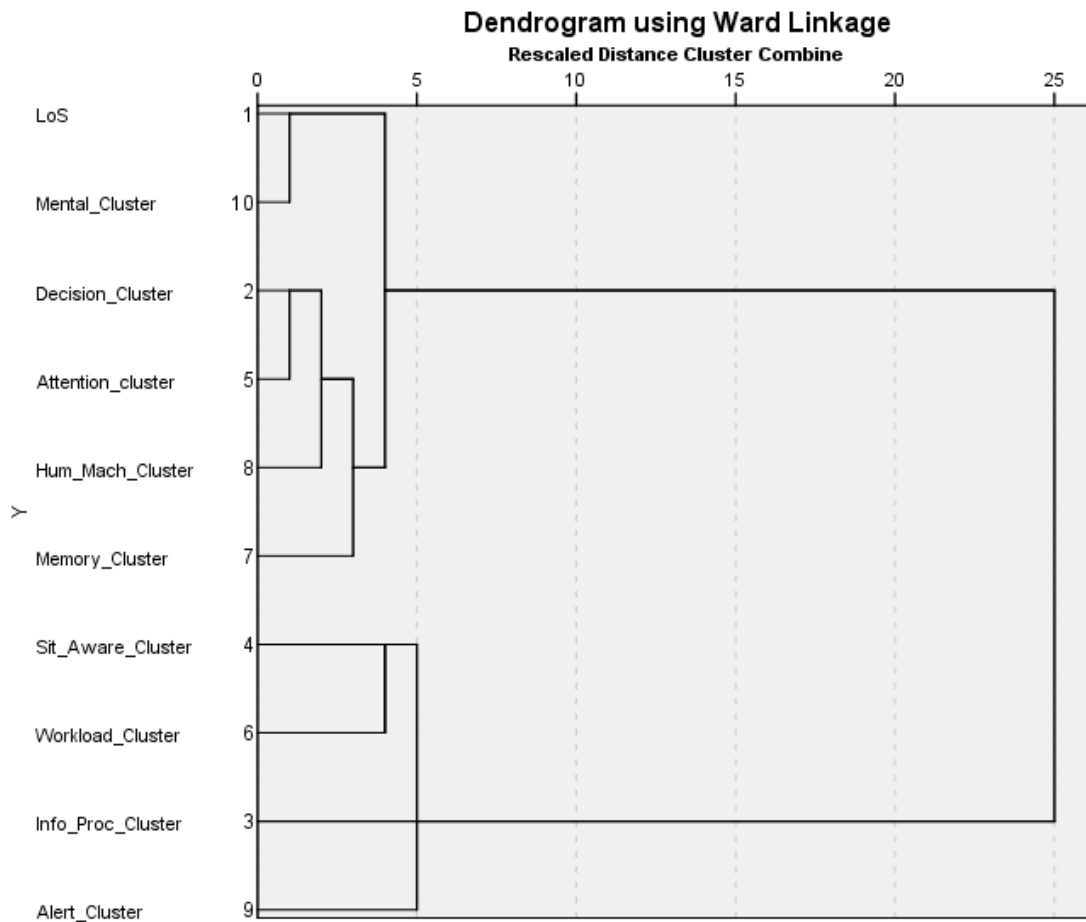 Dendrogram using Ward Linkage
Rescaled Distance Cluster Combine
0 5 10 15 20 25
LoS 1
Mental_Cluster 10
Decision_Cluster 2
Attention_cluster 5
Hum_Mach_Cluster 8
Y
Memory_Cluster 7
Sit_Aware_Cluster 4
Workload_Cluster 6
Info_Proc_Cluster 3
Alert_Cluster 9